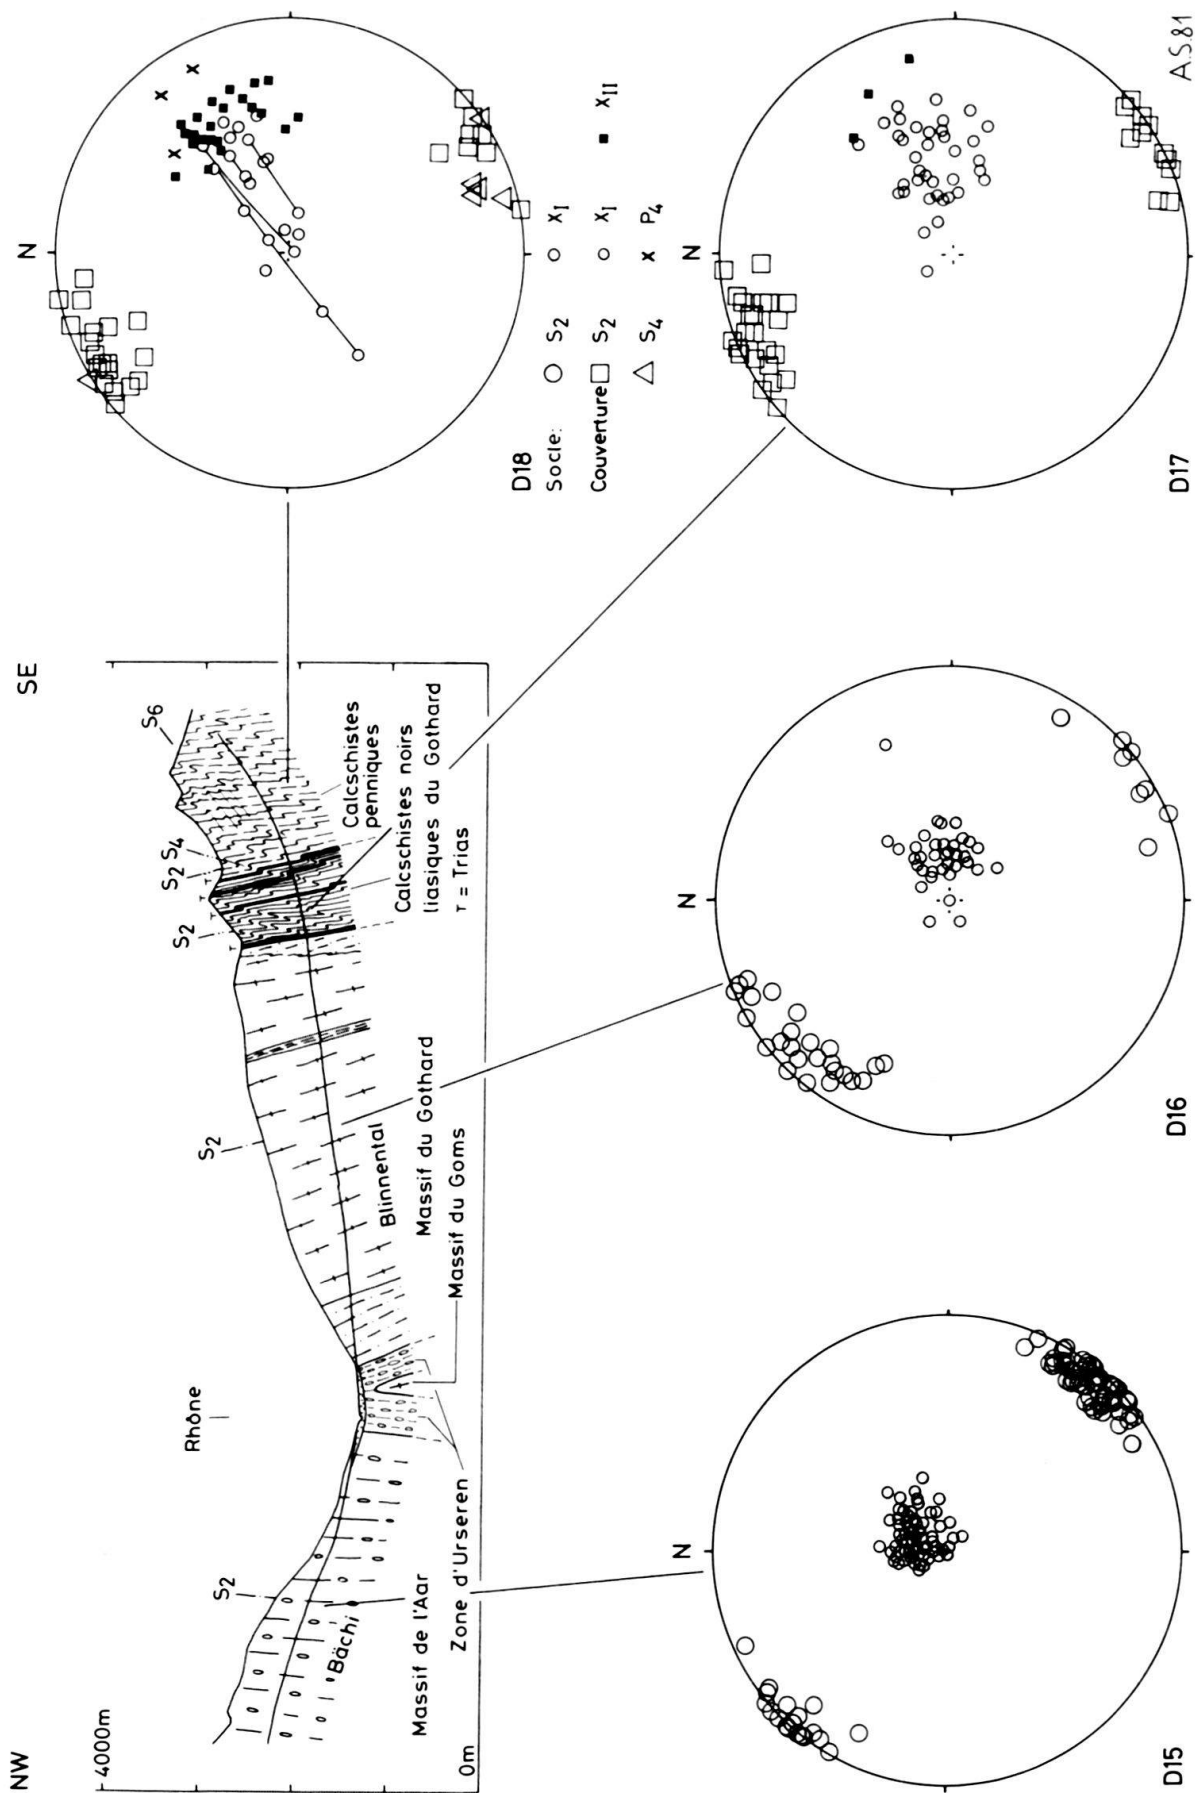 NW
SE
4000m
0m
Rhône
S2
S2
S2
S2 S4
S6
T
T
T
Bächi
Blinnental
Massif de l'Aar
Zone d'Urseren
Massif du Gothard
Massif du Goms
Calcschistes
penniques
Calcschistes noirs
liasiques du Gothard
T = Trias
N
D18
Socle: S2 XI
Couverture S2 XI XII
S4 P4
N
D15
N
D16
N
D17
A.S.81